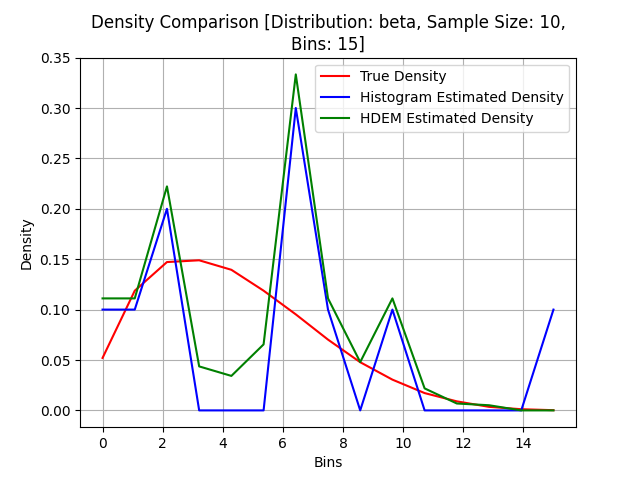 Density Comparison [Distribution: beta, Sample Size: 10,
Bins: 15]
True Density
Histogram Estimated Density
HDEM Estimated Density
Density
0.35
0.30
0.25
0.20
0.15
0.10
0.05
0.00
0 2 4 6 8 10 12 14
Bins